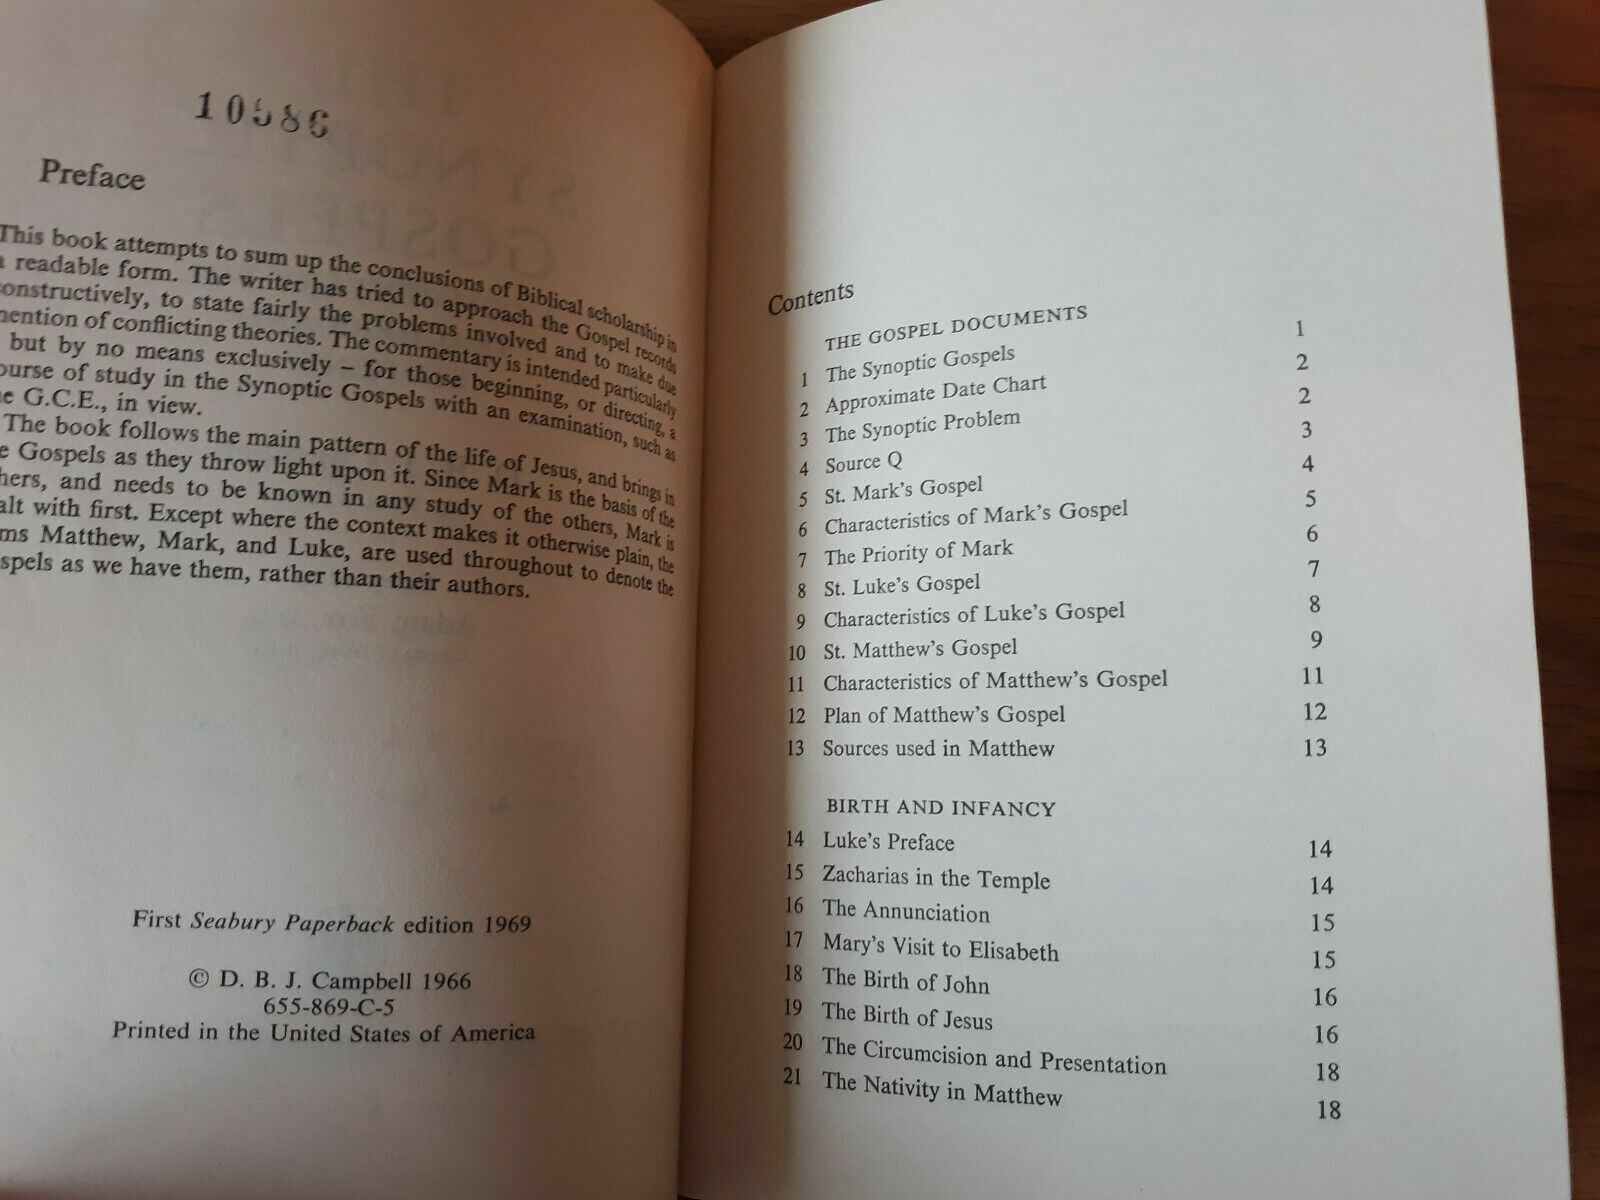 Preface
This book attempts to sum up the conclusions of Biblical scholarship in
readable form. The writer has tried to approach the Gospel records
onstructively, to state fairly the problems involved and to make due
mention of conflicting theories. The commentary is intended particularly
but by no means exclusively – for those beginning, or directing, a
ourse of study in the Synoptic Gospels with an examination, such as
e G.C.E., in view.
The book follows the main pattern of the life of Jesus, and brings in
e Gospels as they throw light upon it. Since Mark is the basis of the
hers, and needs to be known in any study of the others, Mark is
alt with first. Except where the context makes it otherwise plain, the
ms Matthew, Mark, and Luke, are used throughout to denote the
spels as we have them, rather than their authors.
First Seabury Paperback edition 1969
© D. B. J. Campbell 1966
655-869-C-5
Printed in the United States of America
Contents
THE GOSPEL DOCUMENTS
1 The Synoptic Gospels 1
2 Approximate Date Chart 2
3 The Synoptic Problem 2
4 Source Q 3
5 St. Mark's Gospel 4
6 Characteristics of Mark's Gospel 5
7 The Priority of Mark 6
8 St. Luke's Gospel 7
9 Characteristics of Luke's Gospel 8
10 St. Matthew's Gospel 9
11 Characteristics of Matthew's Gospel 11
12 Plan of Matthew's Gospel 12
13 Sources used in Matthew 13
BIRTH AND INFANCY
14 Luke's Preface 14
15 Zacharias in the Temple 14
16 The Annunciation 15
17 Mary's Visit to Elisabeth 15
18 The Birth of John 16
19 The Birth of Jesus 16
20 The Circumcision and Presentation 18
21 The Nativity in Matthew 18